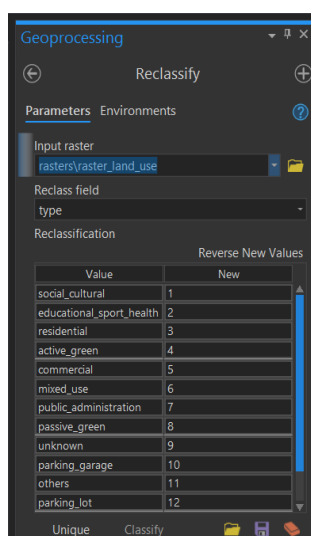 Geoprocessing
Reclassify
Parameters Environments
?
Input raster
rasters\raster_land_use
Reclass field
type
Reclassification
Reverse New Values
Value New
social_cultural 1
educational_sport_health 2
residential 3
active_green 4
commercial 5
mixed_use 6
public_administration 7
passive_green 8
unknown 9
parking_garage 10
others 11
parking_lot 12
Unique Classify